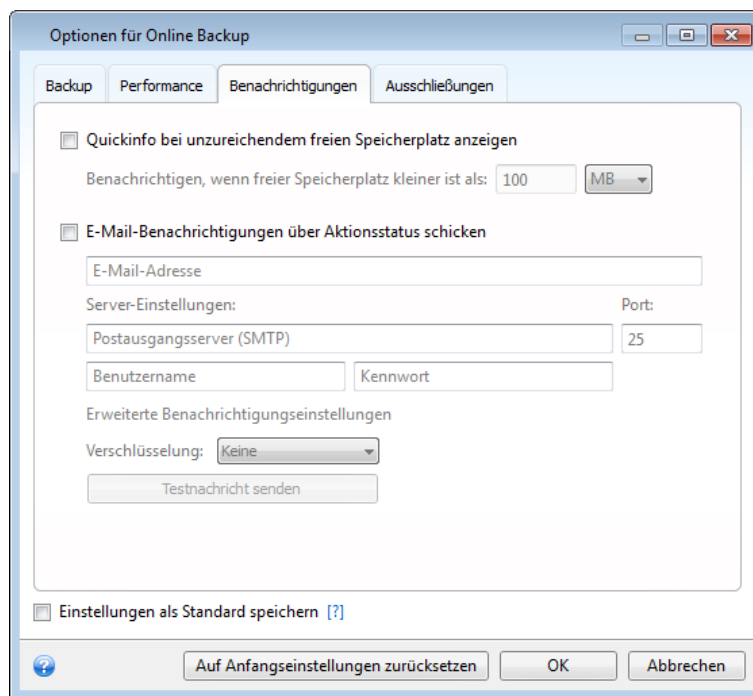 Optionen für Online Backup
Backup Performance Benachrichtigungen Ausschließungen
Quickinfo bei unzureichendem freien Speicherplatz anzeigen
Benachrichtigen, wenn freier Speicherplatz kleiner ist als: 100 MB
E-Mail-Benachrichtigungen über Aktionsstatus schicken
E-Mail-Adresse
Server-Einstellungen: Port:
Postausgangsserver (SMTP) 25
Benutzername Kennwort
Erweiterte Benachrichtigungseinstellungen
Verschlüsselung: Keine
Testnachricht senden
Einstellungen als Standard speichern [?]
? Auf Anfangseinstellungen zurücksetzen OK Abbrechen